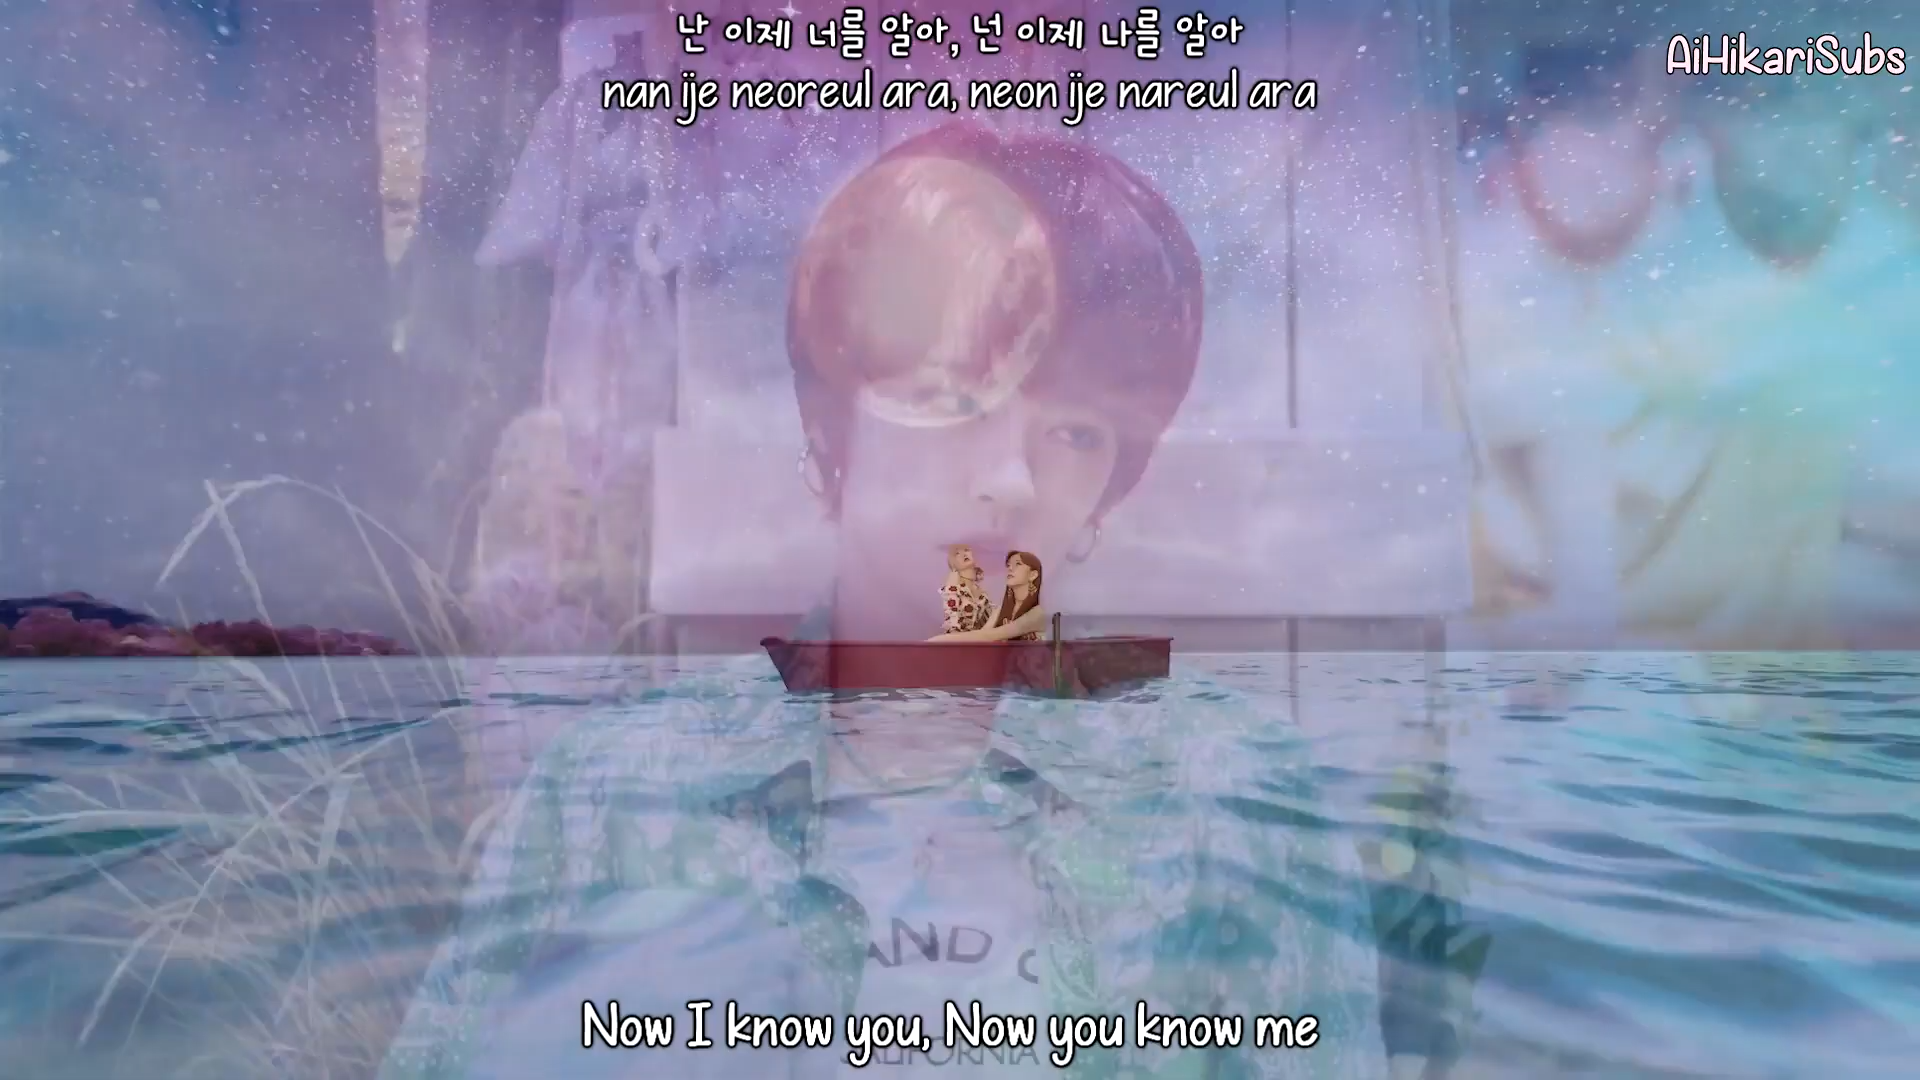 난 이제 너를 알아, 넌 이제 나를 알아
AiHikariSubs
nan ije neoreul ara, neon ije nareul ara
AND
Now I know you, Now you know me